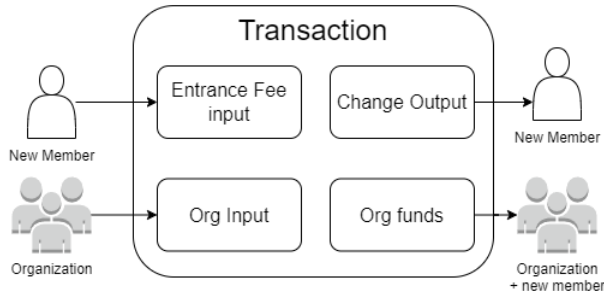 Transaction
Entrance Fee
input
Change Output
New Member
New Member
Org Input
Org funds
Organization
Organization
+ new member